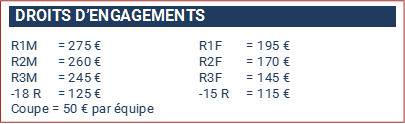 DROITS D'ENGAGEMENTS
R1M = 275 € R1F = 195 €
R2M = 260 € R2F = 170 €
R3M = 245 € R3F = 145 €
-18 R = 125 € -15 R = 115 €
Coupe = 50 € par équipe